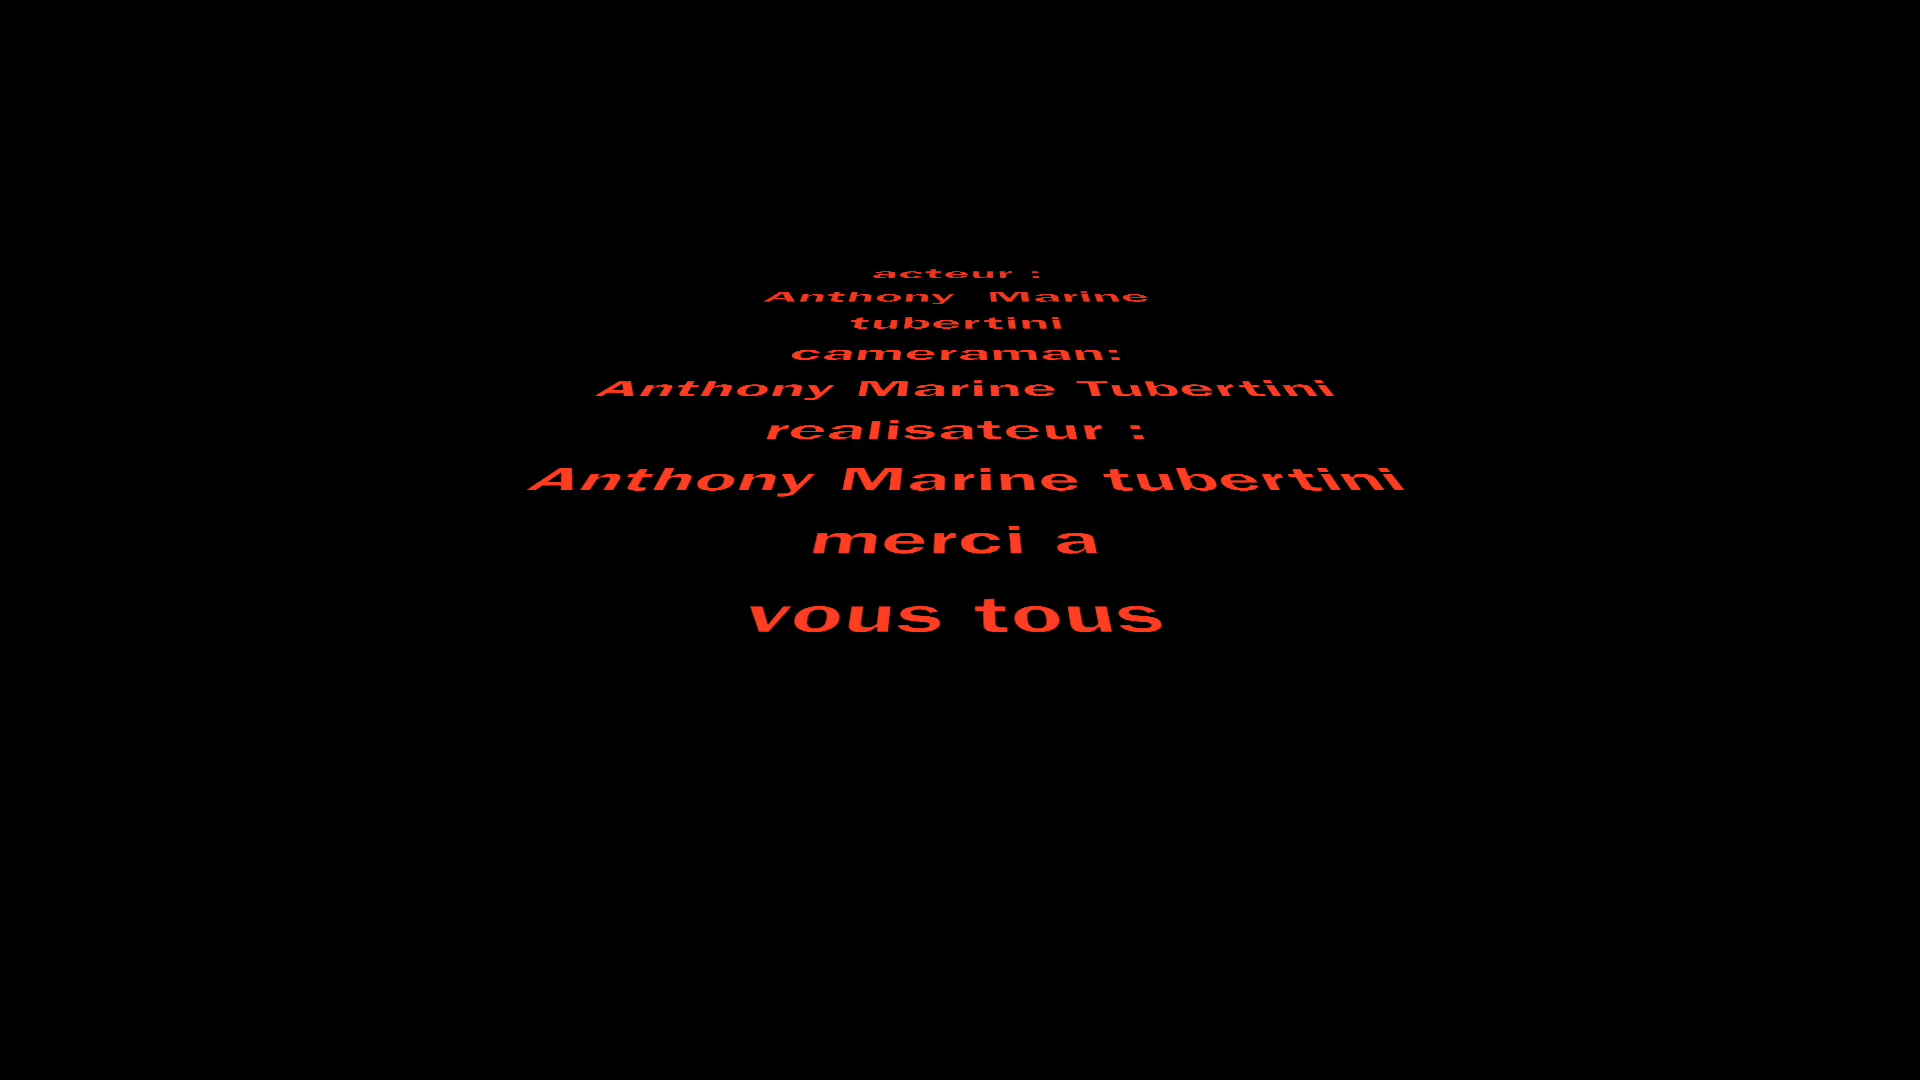 acteur :
Anthony Marine
tubertini
cameraman:
Anthony Marine Tubertini
realisateur :
Anthony Marine tubertini
merci a
vous tous